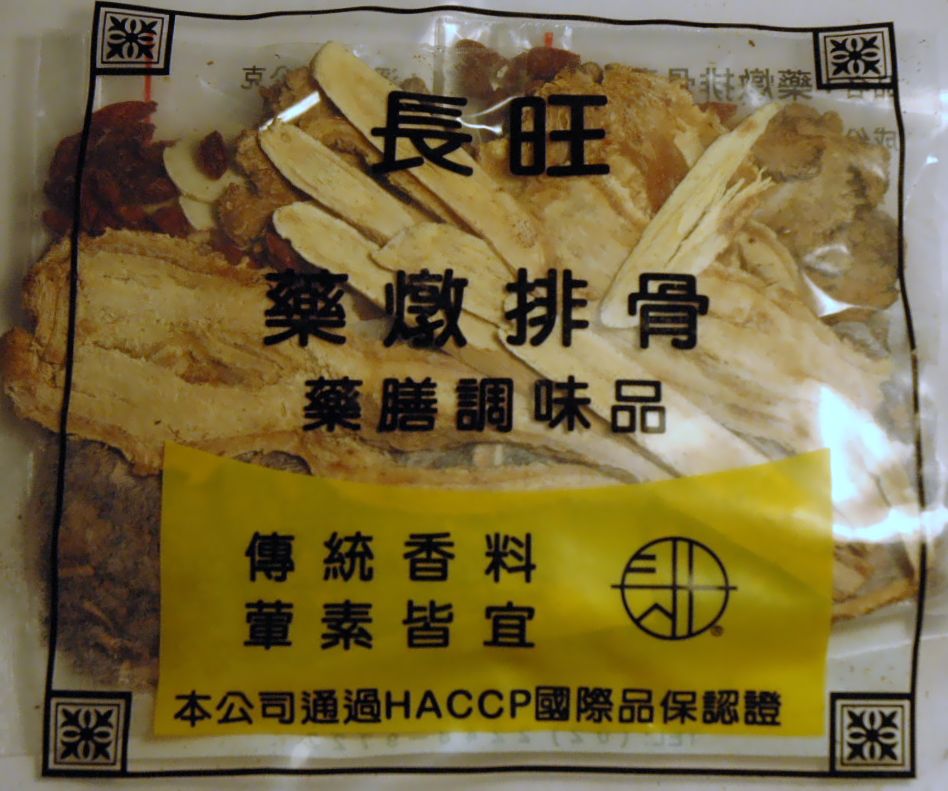 長旺
藥燉排骨
藥膳調味品
傳統香料
葷素皆宜
本公司通過HACCP國際品保認證